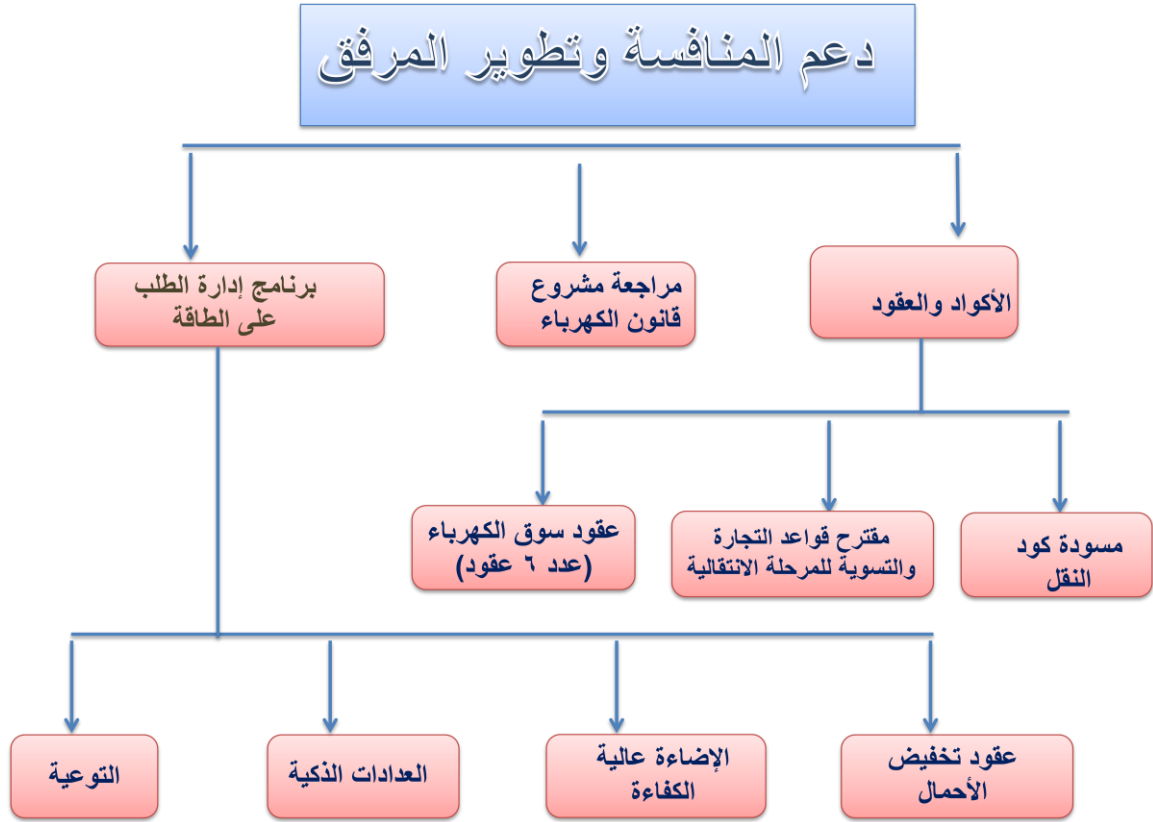 دعم المنافسة وتطوير المرفق
الأكواد والعقود
مراجعة مشروع
قانون الكهرباء
برنامج إدارة الطلب
على الطاقة
مسودة كود
النقل
مقترح قواعد التجارة
والتسوية للمرحلة الانتقالية
عقود سوق الكهرباء
(عدد ٦ عقود)
عقود تخفيض
الأحمال
الإضاءة عالية
الكفاءة
العدادات الذكية
التوعية